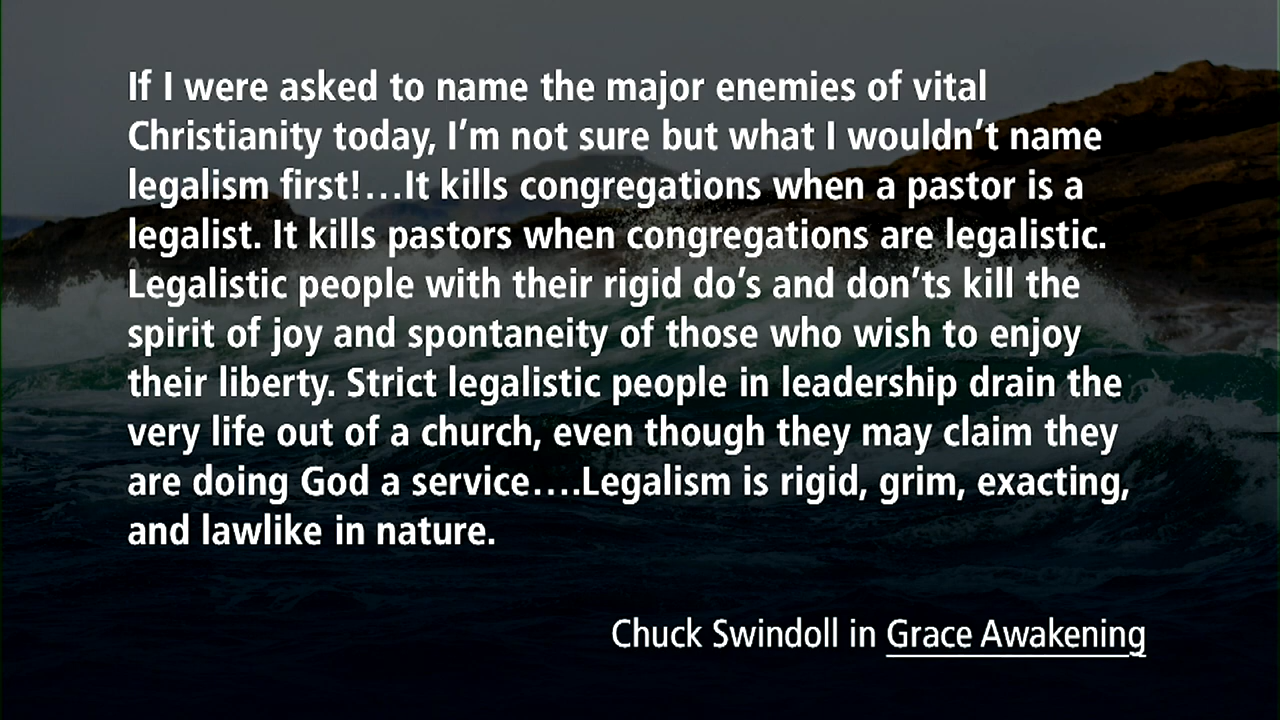 If I were asked to name the major enemies of vital
Christianity today, I’m not sure but what I wouldn’t name
legalism first!…It kills congregations when a pastor is a
legalist. It kills pastors when congregations are legalistic.
Legalistic people with their rigid do’s and don’ts kill the
spirit of joy and spontaneity of those who wish to enjoy
their liberty. Strict legalistic people in leadership drain the
very life out of a church, even though they may claim they
are doing God a service….Legalism is rigid, grim, exacting,
and lawlike in nature.
Chuck Swindoll in Grace Awakening